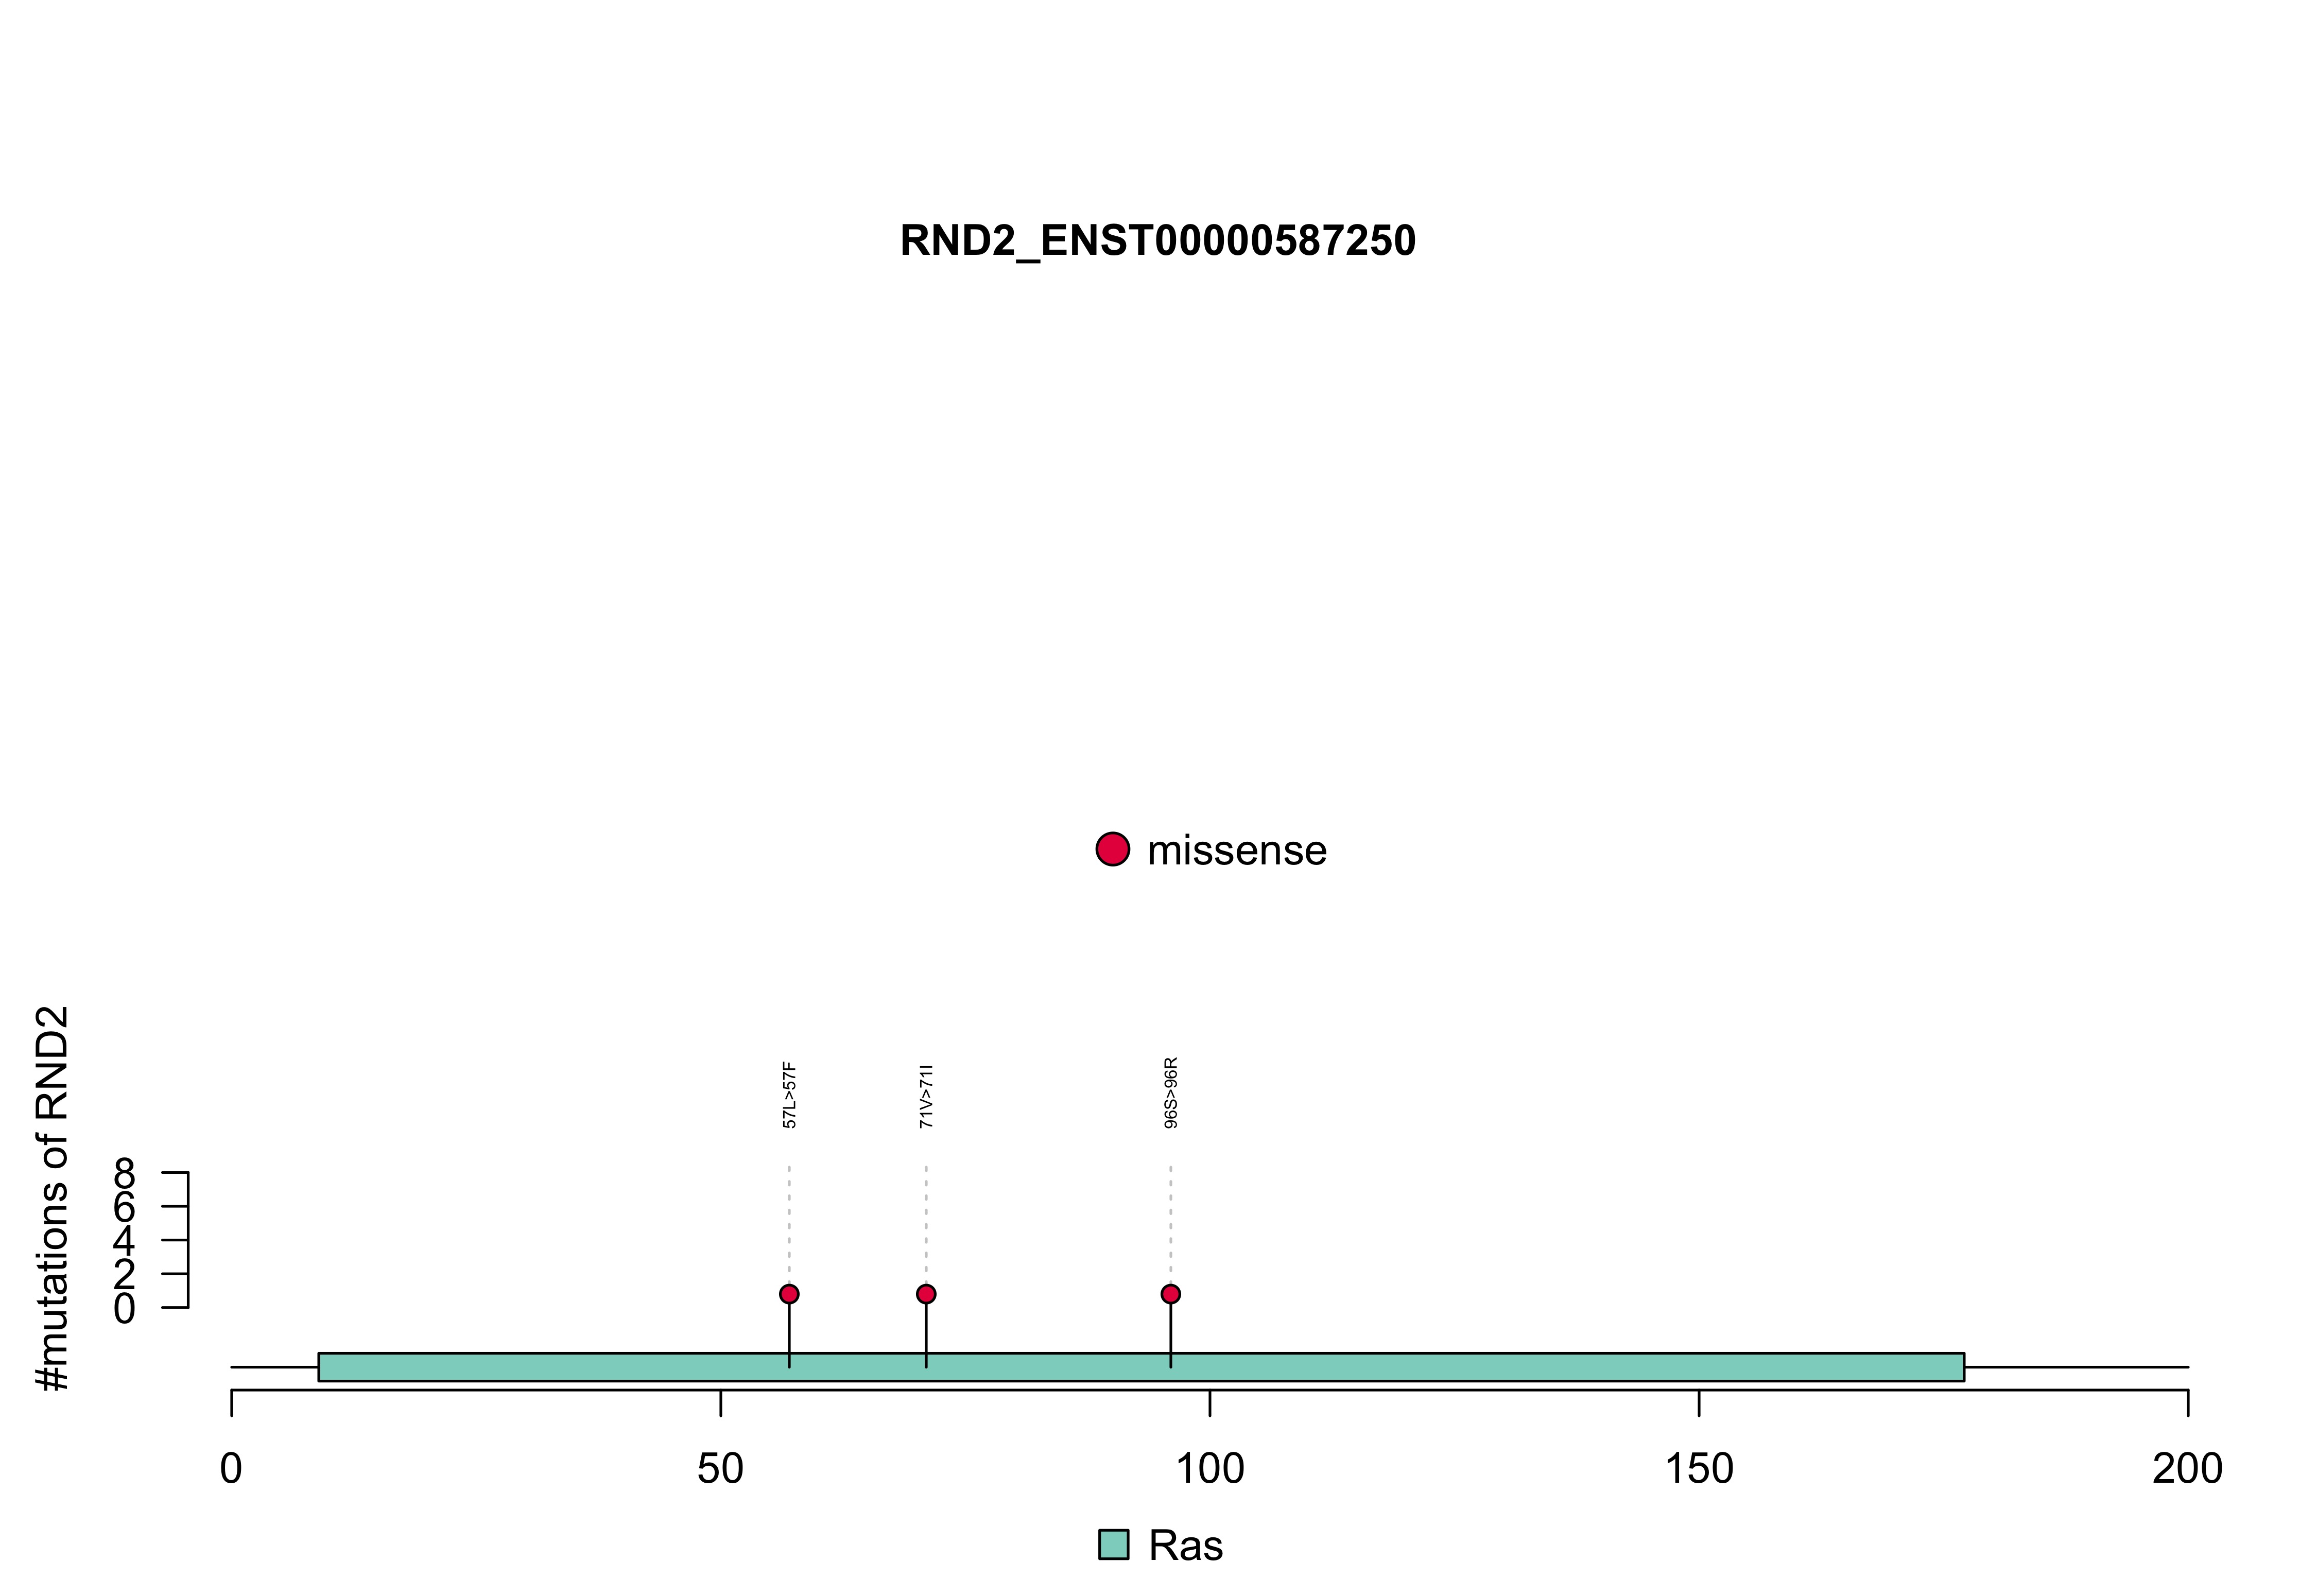 RND2_ENST00000587250
missense
#mutations of RND2
57L>57F
71V>71I
96S>96R
8
6
4
2
0
0 50 100 150 200
Ras